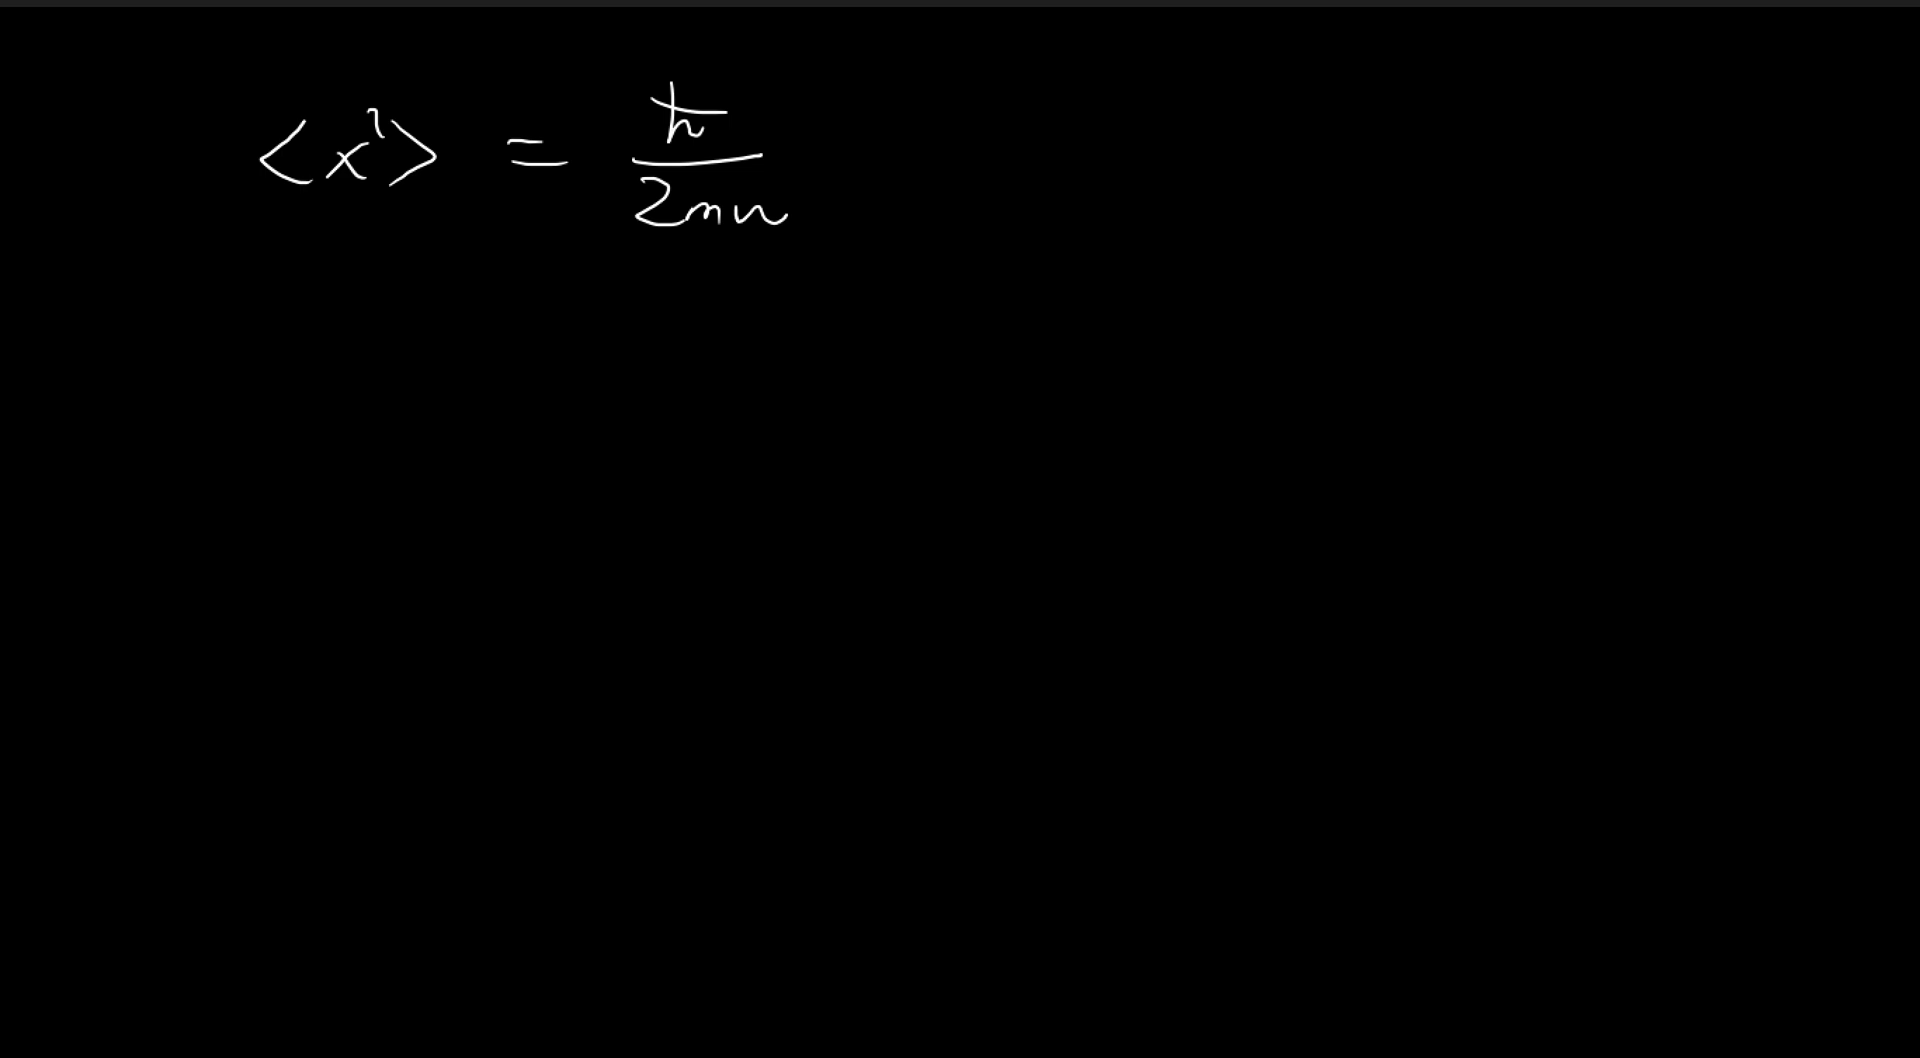 <x²> = ħ/2mω